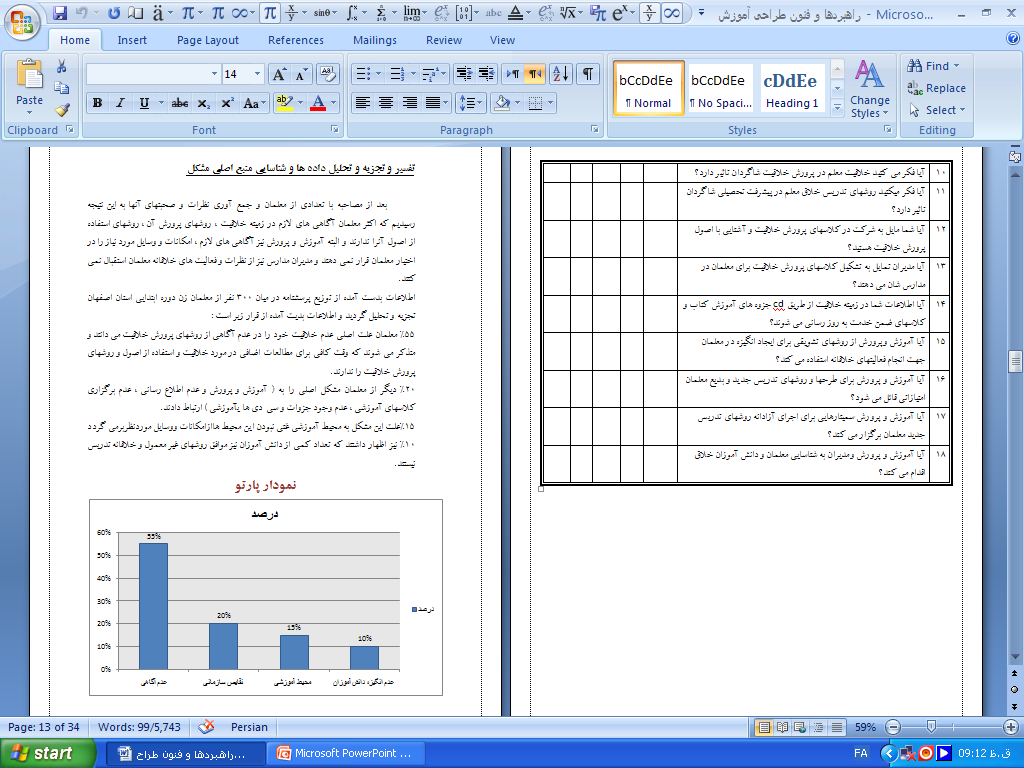 راهبردها و فنون طراحی آموزش - Microso...
Home Insert Page Layout References Mailings Review View
Paste
14
B I U abc X₂ X² Aa
Clipboard Font Paragraph Styles Editing
bCcDdEe bCcDdEe cDdEe
¶ Normal ¶ No Spaci... Heading 1
Change Styles
Find
Replace
Select
۱۰ آیا فکر می کنید خلاقیت معلم در پرورش خلاقیت شاگردان تاثیر دارد؟
۱۱ آیا فکر میکنید روشهای تدریس خلاق معلم در پیشرفت تحصیلی شاگردان
تاثیر دارد؟
۱۲ آیا شما مایل به شرکت در کلاسهای پرورش خلاقیت و آشنایی با اصول
پرورش خلاقیت هستید؟
۱۳ آیا مدیران تمایل به تشکیل کلاسهای پرورش خلاقیت برای معلمان در
مدارس شان می دهند؟
۱۴ آیا اطلاعات شما در زمینه خلاقیت از طریق cd جزوه های آموزش کتاب و
کلاسهای ضمن خدمت به روز رسانی می شوند؟
۱۵ آیا آموزش وپرورش از روشهای تشویقی برای ایجاد انگیزه در معلمان
جهت انجام فعالیتهای خلاقانه استفاده می کند؟
۱۶ آیا آموزش و پرورش برای طرحها و روشهای تدریس جدید و بدیع معلمان
امتیازاتی قائل می شود؟
۱۷ آیا آموزش و پرورش سمینارهایی برای اجرای آزادانه روشهای تدریس
جدید معلمان برگزار می کند؟
۱۸ آیا آموزش و پرورش ومدیران به شناسایی معلمان و دانش آموزان خلاق
اقدام می کنند؟
تفسیر و تجزیه و تحلیل داده ها و شناسایی منبع اصلی مشکل
بعد از مصاحبه با تعدادی از معلمان و جمع آوری نظرات و صحبتهای آنها به این نتیجه
رسیدیم که اکثر معلمان آگاهی های لازم در زمینه خلاقیت ، روشهای پرورش آن ، روشهای استفاده
از اصول آنرا ندارند و البته آموزش و پرورش نیز آگاهی های لازم ، امکانات و وسایل مورد نیاز را در
اختیار معلمان قرار نمی دهند و مدیران مدارس نیز از نظرات و فعالیت های خلاقانه معلمان استقبال نمی
کنند.
اطلاعات بدست آمده از توزیع پرسشنامه در میان ۳۰۰ نفر از معلمان زن دوره ابتدایی استان اصفهان
تجزیه و تحلیل گردید و اطلاعات بدیت آمده از قرار زیر است :
۵۵٪ معلمان علت اصلی عدم خلاقیت خود را در عدم آگاهی از روشهای پرورش خلاقیت می دانند و
متذکر می شوند که وقت کافی برای مطالعات اضافی در مورد خلاقیت و استفاده از اصول و روشهای
پرورش خلاقیت را ندارند.
۲۰٪ دیگر از معلمان مشکل اصلی را به ( آموزش و پرورش و عدم اطلاع رسانی ، عدم برگزاری
کلاسهای آموزشی ، عدم وجود جزوات و سی دی ها یآموزشی ) ارتباط دادند.
۱۵٪علت این مشکل به محیط آموزشی غنی نبودن این محیط هاازامکانات ووسایل موردنظربرمی گردد
۱۰٪ نیز اظهار داشتند که تعداد کمی از دانش آموزان نیز موافق روشهای غیر معمول و خلاقانه تدریس
نیستند.
نمودار پارتو
درصد
60%
50%
40%
30%
20%
10%
0%
55% 20% 15% 10%
درصد
عدم آگاهی نقایص سازمانی محیط آموزشی عدم انگیزه دانش‌آموزان
Page: 13 of 34 Words: 99/5,743 Persian 59%
start راهبردها و فنون طراح... Microsoft PowerPoint ... FA 09:12 ق.ظ